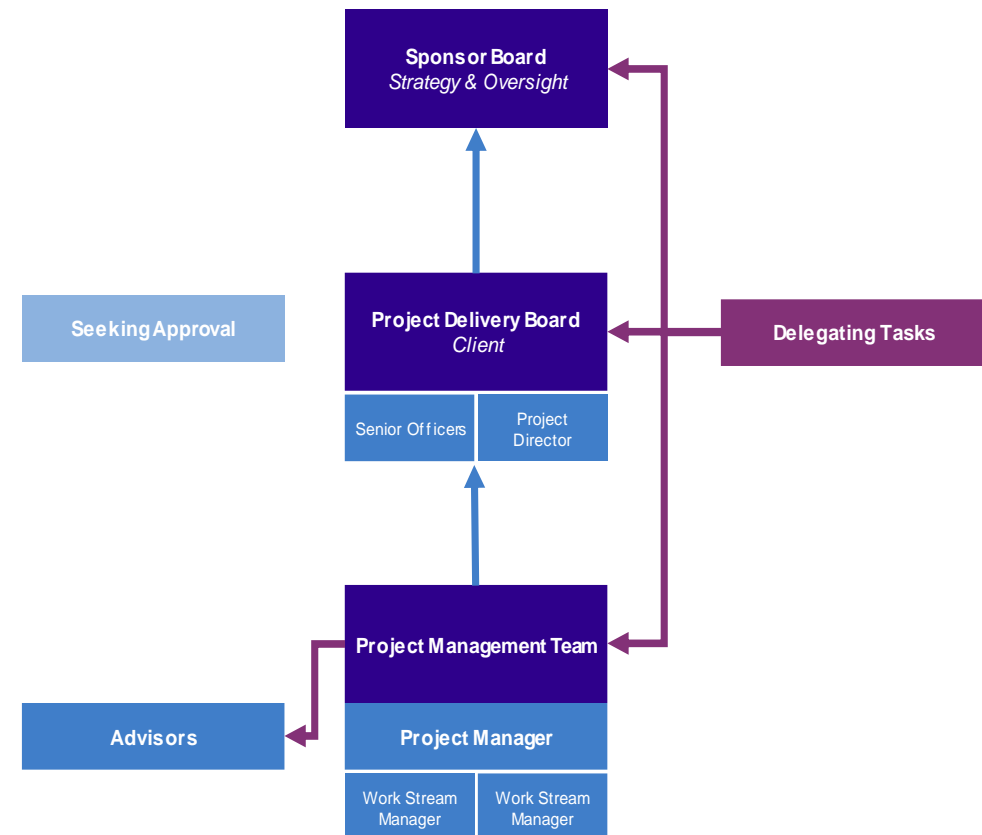 Sponsor Board
Strategy & Oversight
Seeking Approval
Project Delivery Board
Client
Delegating Tasks
Senior Officers
Project
Director
Project Management Team
Advisors
Project Manager
Work Stream
Manager
Work Stream
Manager